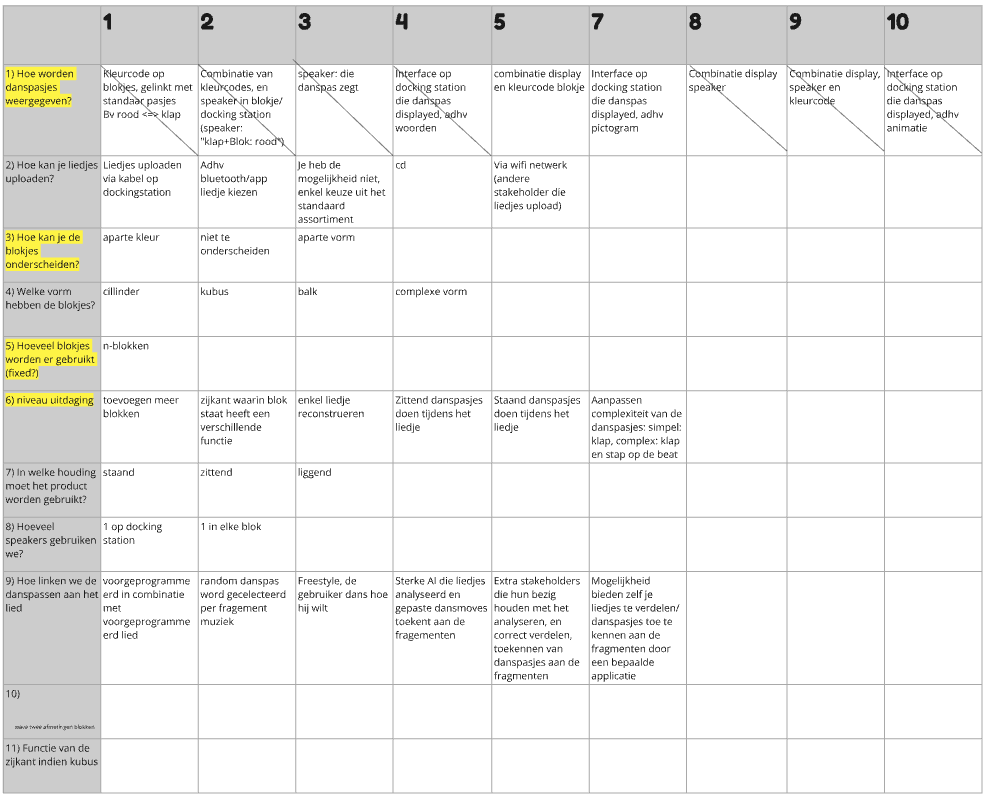 1 2 3 4 5 7 8 9 10
1) Hoe worden
danspasjes
weergegeven?
Kleurcode op
blokjes, gelinkt met
standaar pasjes
Bv rood <=> klap
Combinatie van
kleurcodes, en
speaker in blokje/
docking station
(speaker:
"klap+Blok: rood")
speaker: die
danspas zegt
Interface op
docking station
die danspas
displayed, adhv
woorden
combinatie display
en kleurcode blokje
Interface op
docking station
die danspas
displayed, adhv
pictogram
Combinatie display
speaker
Combinatie display,
speaker en
kleurcode
Interface op
docking station
die danspas
displayed, adhv
animatie
2) Hoe kan je liedjes
uploaden?
Liedjes uploaden
via kabel op
dockingstation
Adhv
bluetooth/app
liedje kiezen
Je heb de
mogelijkheid niet,
enkel keuze uit het
standaard
assortiment
cd
Via wifi netwerk
(andere
stakeholder die
liedjes upload)
3) Hoe kan je de
blokjes
onderscheiden?
aparte kleur
niet te
onderscheiden
aparte vorm
4) Welke vorm
hebben de blokjes?
cillinder
kubus
balk
complexe vorm
5) Hoeveel blokjes
worden er gebruikt
(fixed?)
n-blokken
6) niveau uitdaging
toevoegen meer
blokken
zijkant waarin blok
staat heeft een
verschillende
functie
enkel liedje
reconstrueren
Zittend danspasjes
doen tijdens het
liedje
Staand danspasjes
doen tijdens het
liedje
Aanpassen
complexiteit van de
danspasjes: simpel:
klap, complex: klap
en stap op de beat
7) In welke houding
moet het product
worden gebruikt?
staand
zittend
liggend
8) Hoeveel
speakers gebruiken
we?
1 op docking
station
1 in elke blok
9) Hoe linken we de
danspassen aan het
lied
voorgeprogramme
erd in combinatie
met
voorgeprogramme
erd lied
random danspas
word gecelecteerd
per fragement
muziek
Freestyle, de
gebruiker dans hoe
hij wilt
Sterke AI die liedjes
analyseerd en
gepaste dansmoves
toekent aan de
fragementen
Extra stakeholders
die hun bezig
houden met het
analyseren, en
correct verdelen,
toekennen van
danspasjes aan de
fragmenten
Mogelijkheid
bieden zelf je
liedjes te verdelen/
danspasjes toe te
kennen aan de
fragmenten door
een bepaalde
applicatie
10)
twee afmetingen blokken
11) Functie van de
zijkant indien kubus